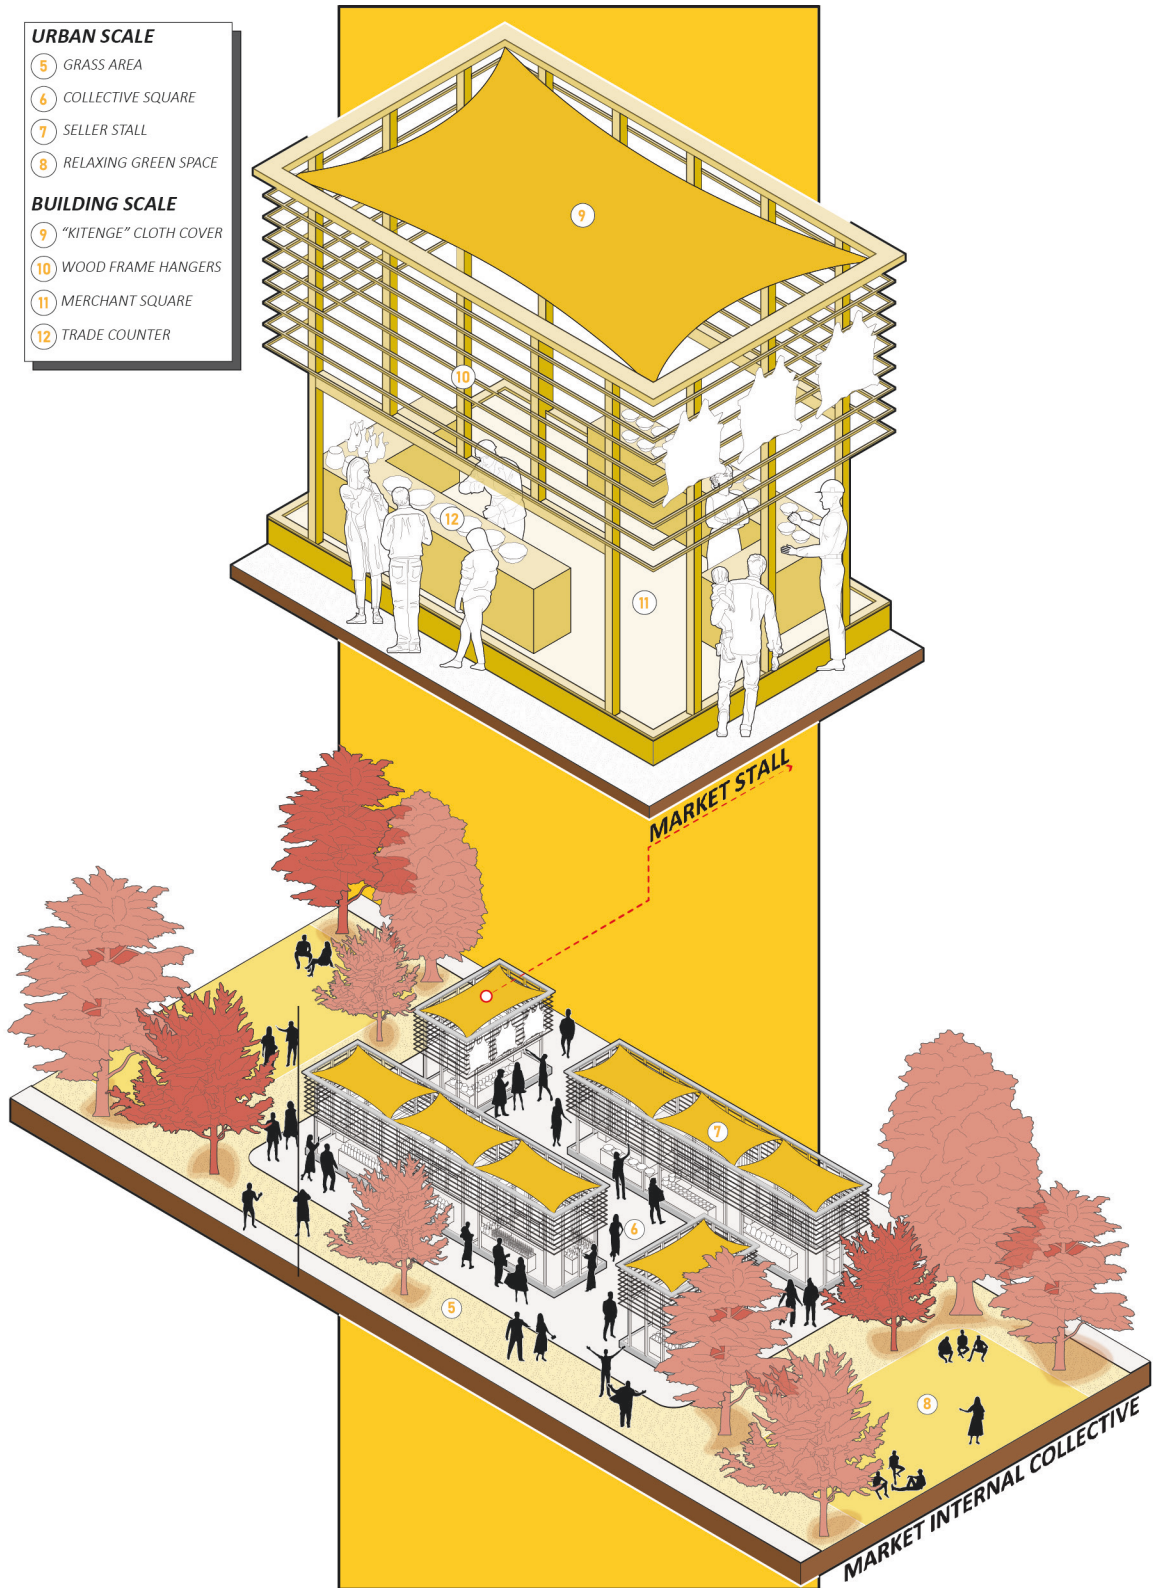 URBAN SCALE
5 GRASS AREA
6 COLLECTIVE SQUARE
7 SELLER STALL
8 RELAXING GREEN SPACE
BUILDING SCALE
9 “KITENGE” CLOTH COVER
10 WOOD FRAME HANGERS
11 MERCHANT SQUARE
12 TRADE COUNTER
9
10
12
11
MARKET STALL
7
6
5
8
MARKET INTERNAL COLLECTIVE